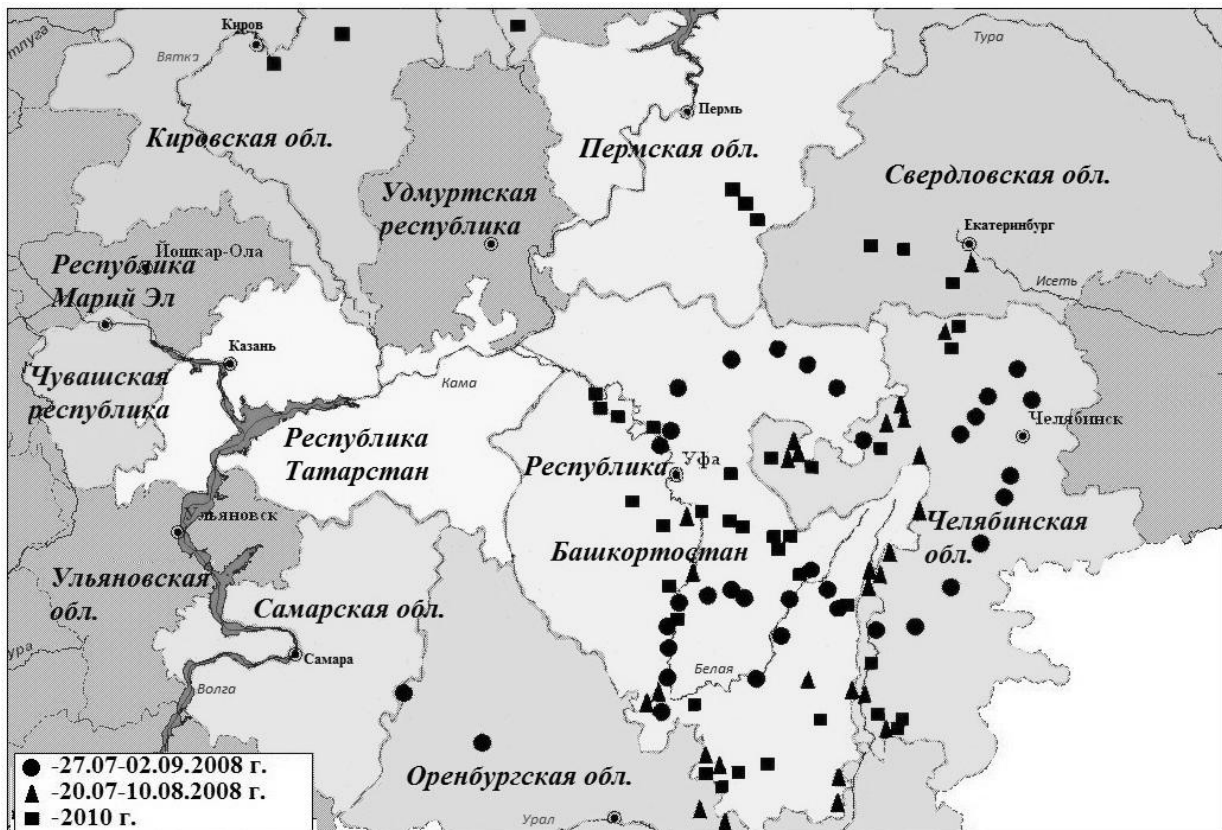 Киров
тлуга
Вятка
Тура
Пермь
Кировская обл.
Пермская обл.
Свердловская обл.
Удмуртская
республика
Екатеринбург
Йошкар-Ола
Республика
Марий Эл
Исеть
Казань
Чувашская
республика
Кама
Челябинск
Республика
Татарстан
Республика
Уфа
Башкортостан
Ульяновск
Челябинская
обл.
Ульяновская
обл.
Самарская обл.
ура
Самара
Белая
Волга
Оренбургская обл.
Урал
-27.07-02.09.2008 г.
-20.07-10.08.2008 г.
-2010 г.